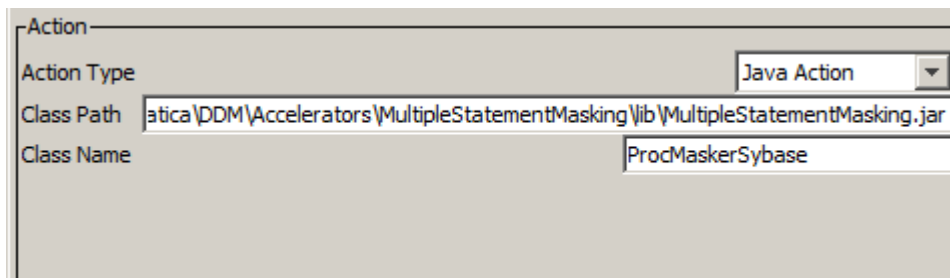 Action
Action Type Java Action
Class Path atica\DDM\Accelerators\MultipleStatementMasking\lib\MultipleStatementMasking.jar
Class Name ProcMaskerSybase